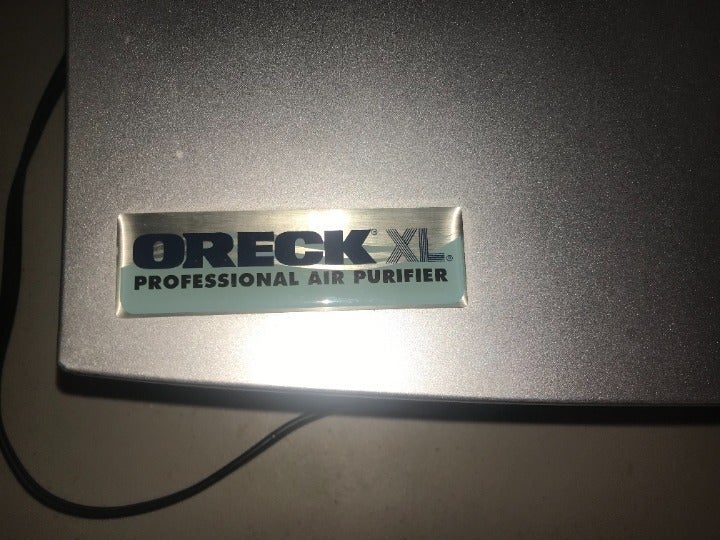 ORECK® XL®
PROFESSIONAL AIR PURIFIER